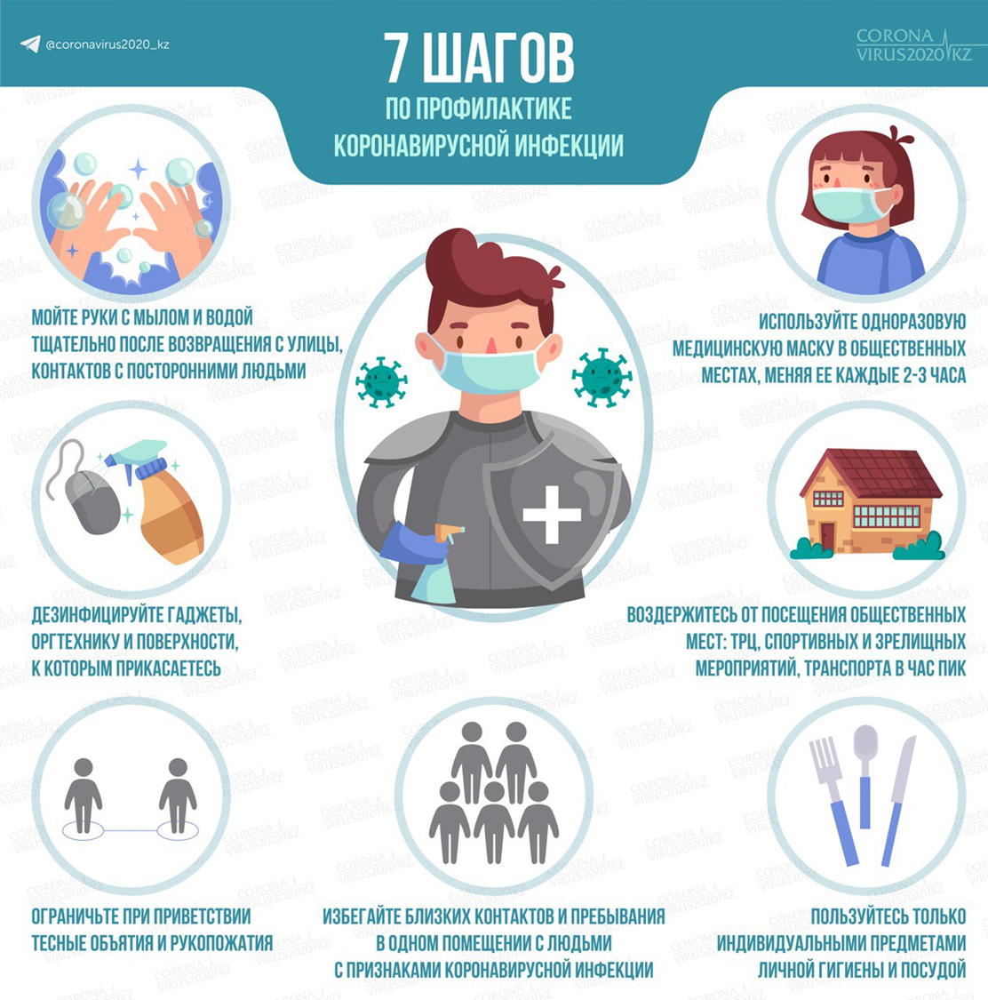 @coronavirus2020_kz
7 ШАГОВ
ПО ПРОФИЛАКТИКЕ
КОРОНАВИРУСНОЙ ИНФЕКЦИИ
CORONA
VIRUS2020 KZ
МОЙТЕ РУКИ С МЫЛОМ И ВОДОЙ
ТЩАТЕЛЬНО ПОСЛЕ ВОЗВРАЩЕНИЯ С УЛИЦЫ,
КОНТАКТОВ С ПОСТОРОННИМИ ЛЮДЬМИ
ИСПОЛЬЗУЙТЕ ОДНОРАЗОВУЮ
МЕДИЦИНСКУЮ МАСКУ В ОБЩЕСТВЕННЫХ
МЕСТАХ, МЕНЯЯ ЕЕ КАЖДЫЕ 2-3 ЧАСА
ДЕЗИНФИЦИРУЙТЕ ГАДЖЕТЫ,
ОРГТЕХНИКУ И ПОВЕРХНОСТИ,
К КОТОРЫМ ПРИКАСАЕТЕСЬ
ВОЗДЕРЖИТЕСЬ ОТ ПОСЕЩЕНИЯ ОБЩЕСТВЕННЫХ
МЕСТ: ТРЦ, СПОРТИВНЫХ И ЗРЕЛИЩНЫХ
МЕРОПРИЯТИЙ, ТРАНСПОРТА В ЧАС ПИК
ОГРАНИЧЬТЕ ПРИ ПРИВЕТСТВИИ
ТЕСНЫЕ ОБЪЯТИЯ И РУКОПОЖАТИЯ
ИЗБЕГАЙТЕ БЛИЗКИХ КОНТАКТОВ И ПРЕБЫВАНИЯ
В ОДНОМ ПОМЕЩЕНИИ С ЛЮДЬМИ
С ПРИЗНАКАМИ КОРОНАВИРУСНОЙ ИНФЕКЦИИ
ПОЛЬЗУЙТЕСЬ ТОЛЬКО
ИНДИВИДУАЛЬНЫМИ ПРЕДМЕТАМИ
ЛИЧНОЙ ГИГИЕНЫ И ПОСУДОЙ